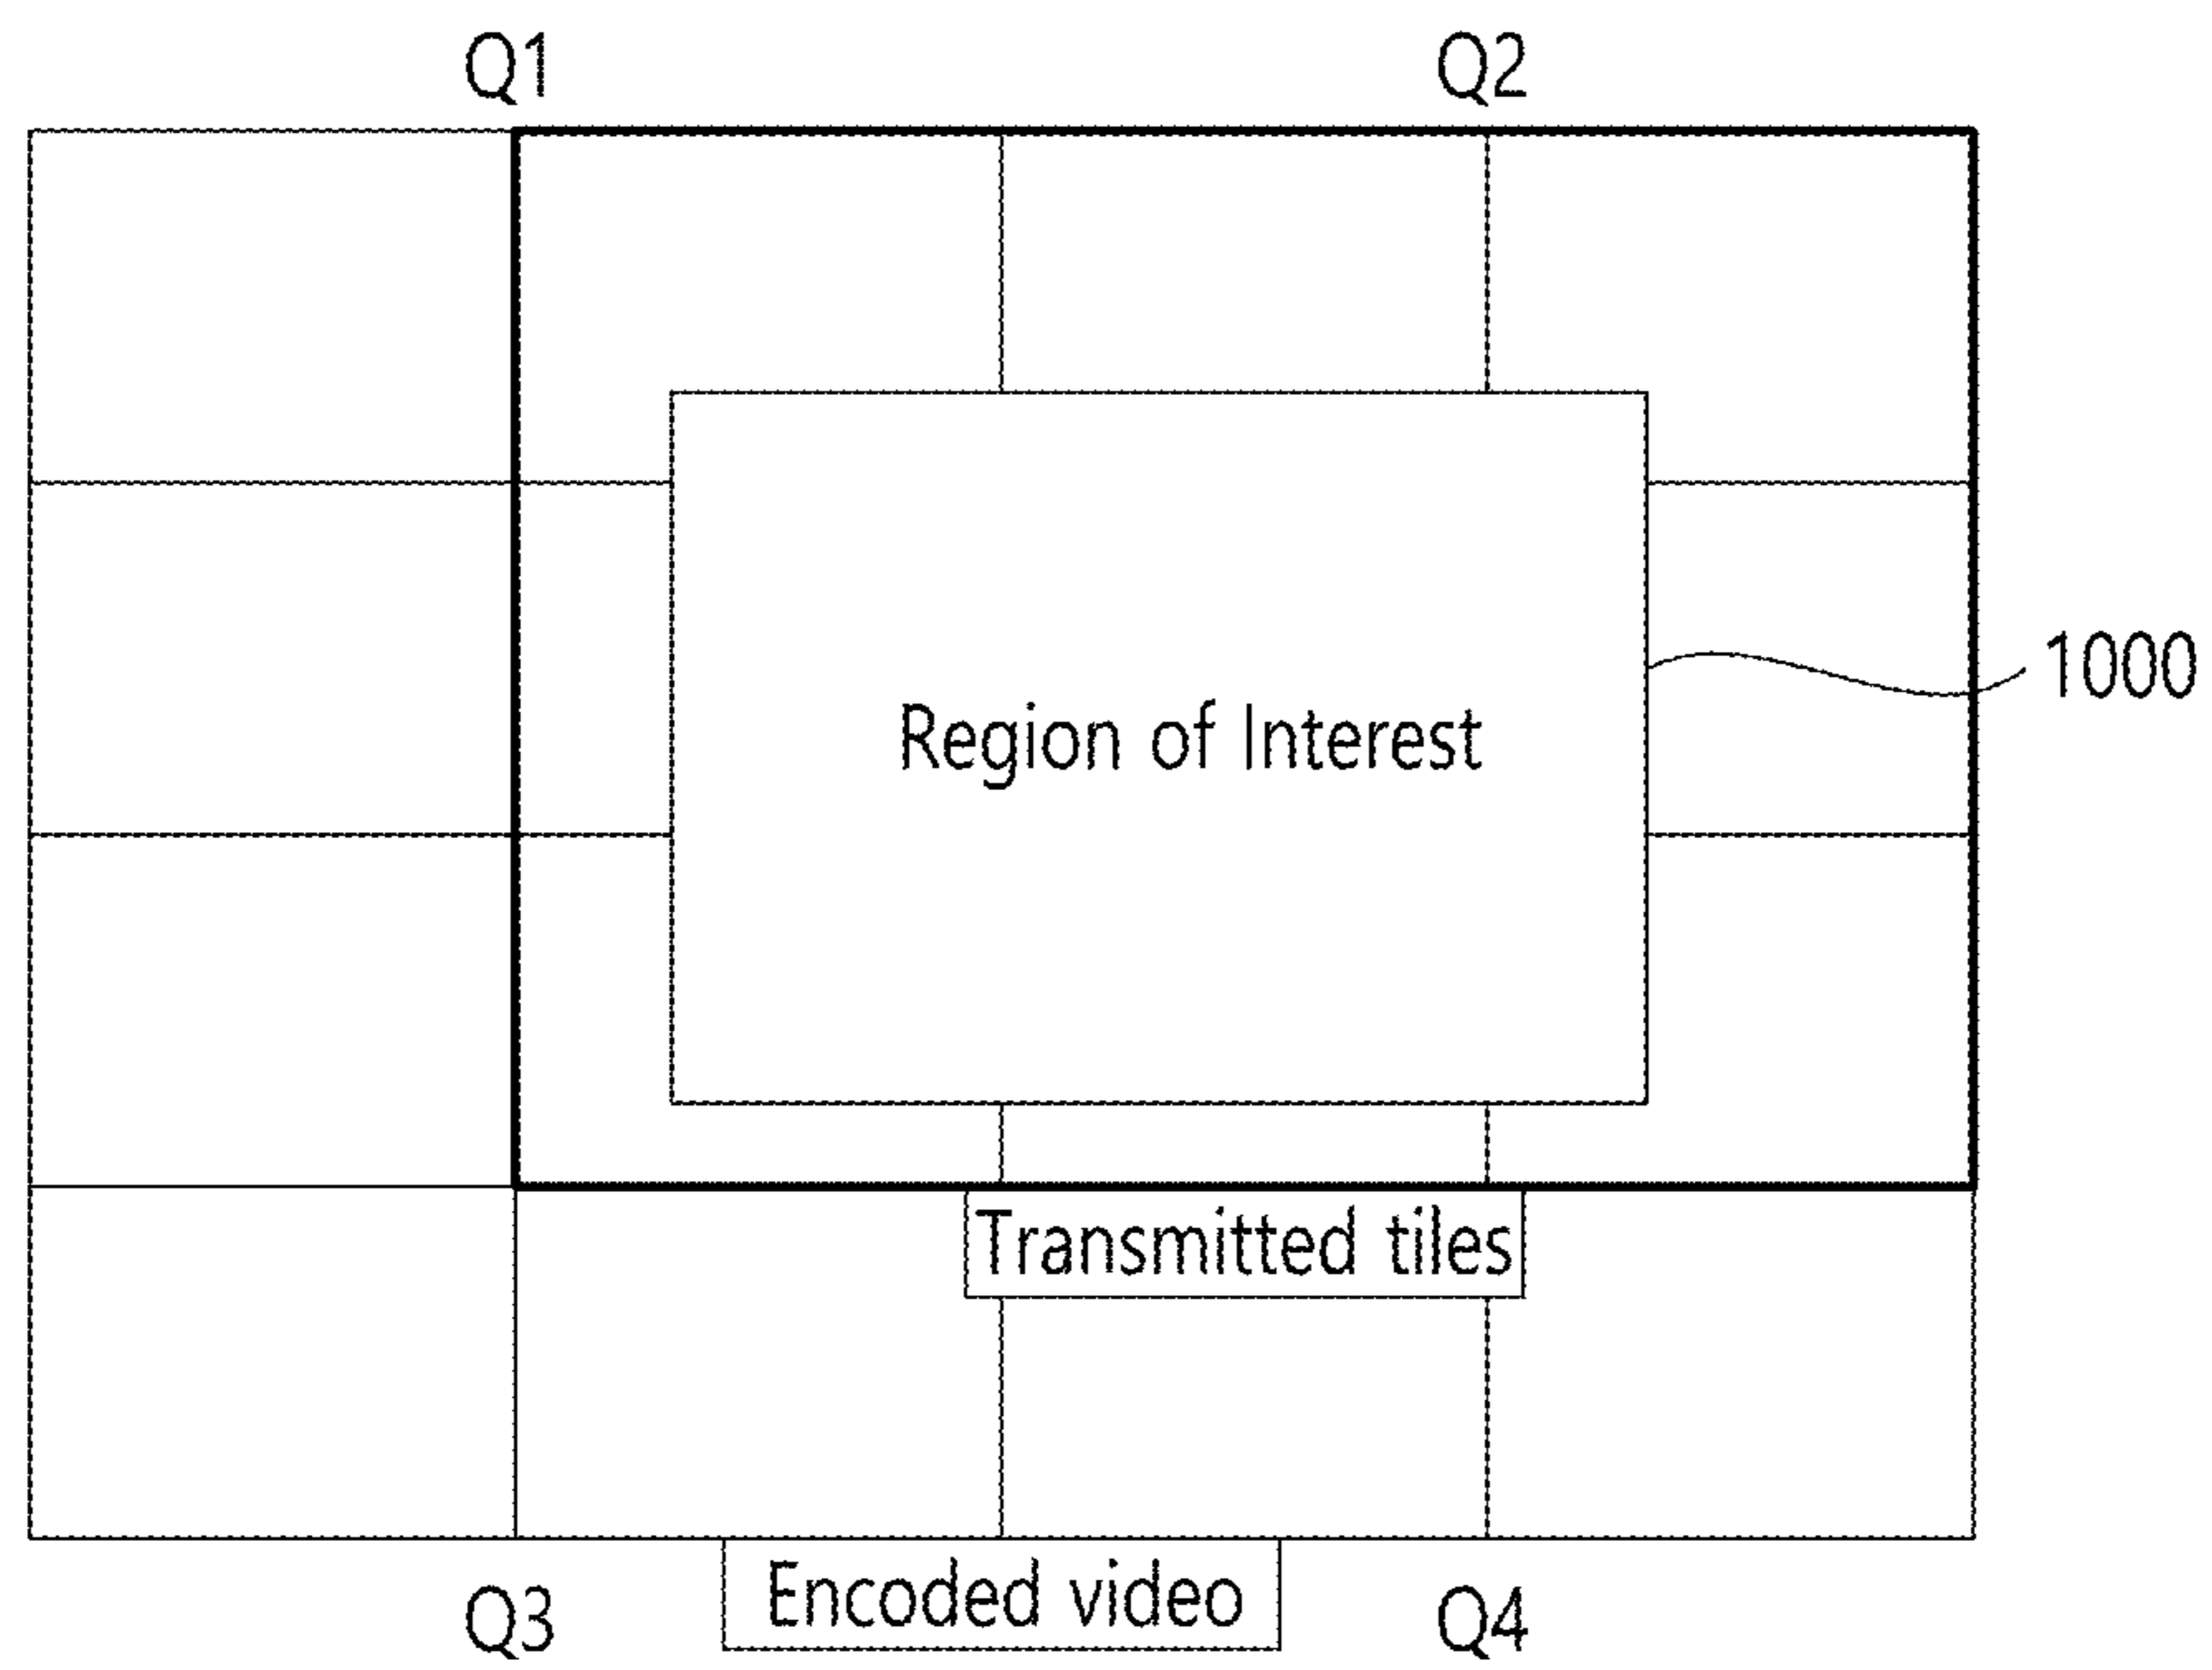 Q1 Q2
1000
Region of Interest
Transmitted tiles
Encoded video
Q3 Q4